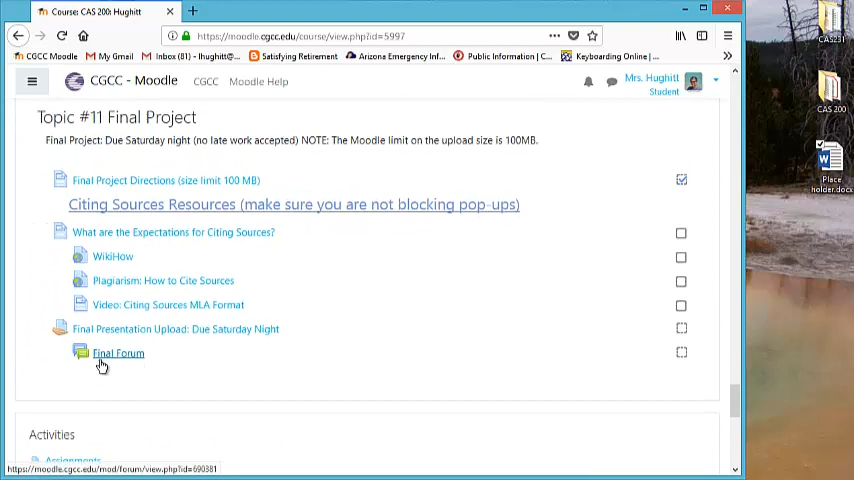 Course: CAS 200: Hughitt
https://moodle.cgcc.edu/course/view.php?id=5997
CGCC Moodle
My Gmail
Inbox (81) - lhughitt@...
Satisfying Retirement
Arizona Emergency Inf...
Public Information |...
Keyboarding Online |...
CGCC - Moodle
CGCC
Moodle Help
Mrs. Hughitt
Student
Topic #11 Final Project
Final Project: Due Saturday night (no late work accepted) NOTE: The Moodle limit on the upload size is 100MB.
Final Project Directions (size limit 100 MB)
Citing Sources Resources (make sure you are not blocking pop-ups)
What are the Expectations for Citing Sources?
WikiHow
Plagiarism: How to Cite Sources
Video: Citing Sources MLA Format
Final Presentation Upload: Due Saturday Night
Final Forum
Activities
Assignments
https://moodle.cgcc.edu/mod/forum/view.php?id=690381
CAS231
CAS 200
Place
holder.docx